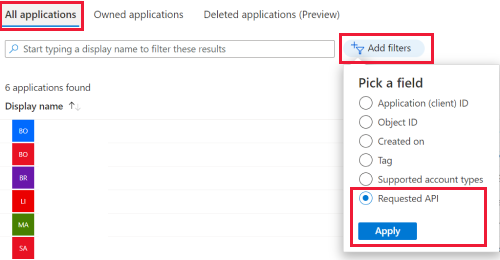 All applications Owned applications Deleted applications (Preview)
Start typing a display name to filter these results
Add filters
6 applications found
Display name
BO
BO
BR
LI
MA
SA
Pick a field
Application (client) ID
Object ID
Created on
Tag
Supported account types
Requested API
Apply